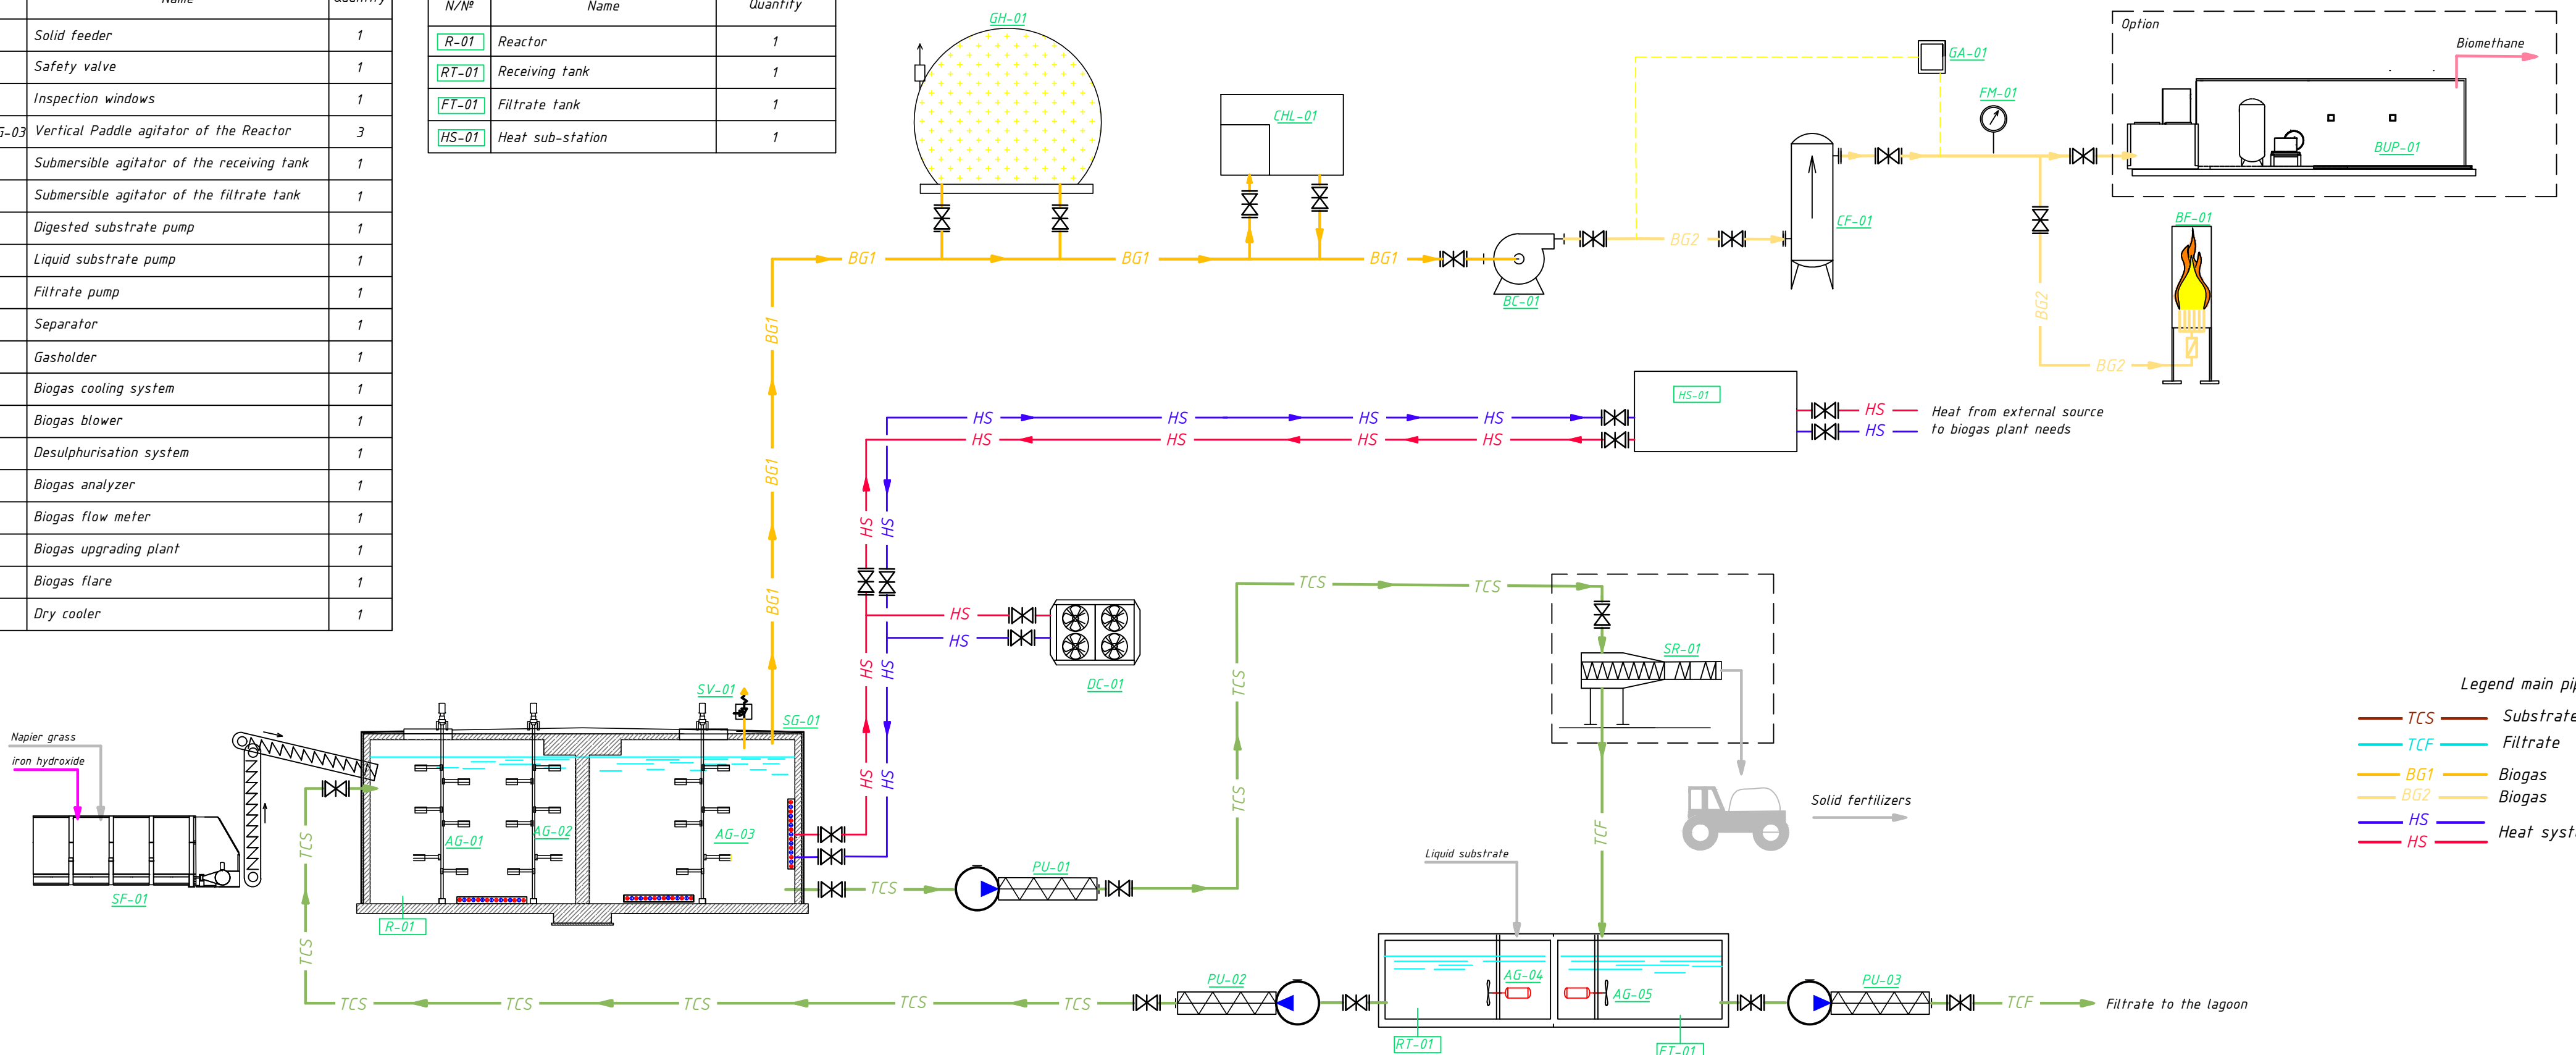 Name Quantity
Solid feeder 1
Safety valve 1
Inspection windows 1
G-03 Vertical Paddle agitator of the Reactor 3
Submersible agitator of the receiving tank 1
Submersible agitator of the filtrate tank 1
Digested substrate pump 1
Liquid substrate pump 1
Filtrate pump 1
Separator 1
Gasholder 1
Biogas cooling system 1
Biogas blower 1
Desulphurisation system 1
Biogas analyzer 1
Biogas flow meter 1
Biogas upgrading plant 1
Biogas flare 1
Dry cooler 1
N/№ Name Quantity
R-01 Reactor 1
RT-01 Receiving tank 1
FT-01 Filtrate tank 1
HS-01 Heat sub-station 1
GH-01
CHL-01
GA-01
FM-01
Option
Biomethane
BUP-01
CF-01
BF-01
BG1
BG1
BG1
BC-01
BG2
BG2
BG2
BG1
BG1
BG1
HS HS HS HS
HS HS HS HS
HS-01
HS
HS
Heat from external source
to biogas plant needs
HS
HS
HS
HS
HS
HS
HS
HS
DC-01
TCS
TCS
TCS
TCS
SR-01
SV-01
SG-01
Napier grass
iron hydroxide
SF-01
AG-01
AG-02
AG-03
R-01
TCS
TCS
TCS
PU-01
TCF
Solid fertilizers
Liquid substrate
AG-04
AG-05
RT-01
FT-01
PU-02
PU-03
TCS TCS TCS TCS TCS
TCF
Filtrate to the lagoon
Legend main pip
TCS Substrate
TCF Filtrate
BG1 Biogas
BG2 Biogas
HS
HS
Heat syst